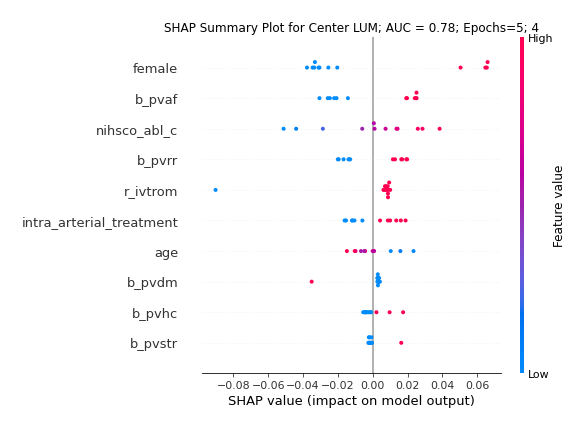 SHAP Summary Plot for Center LUM; AUC = 0.78; Epochs=5; 4
High
female
b_pvaf
nihsco_abl_c
b_pvrr
r_ivtrom
intra_arterial_treatment
age
b_pvdm
b_pvhc
b_pvstr
Feature value
Low
−0.08 −0.06 −0.04 −0.02 0.00 0.02 0.04 0.06
SHAP value (impact on model output)